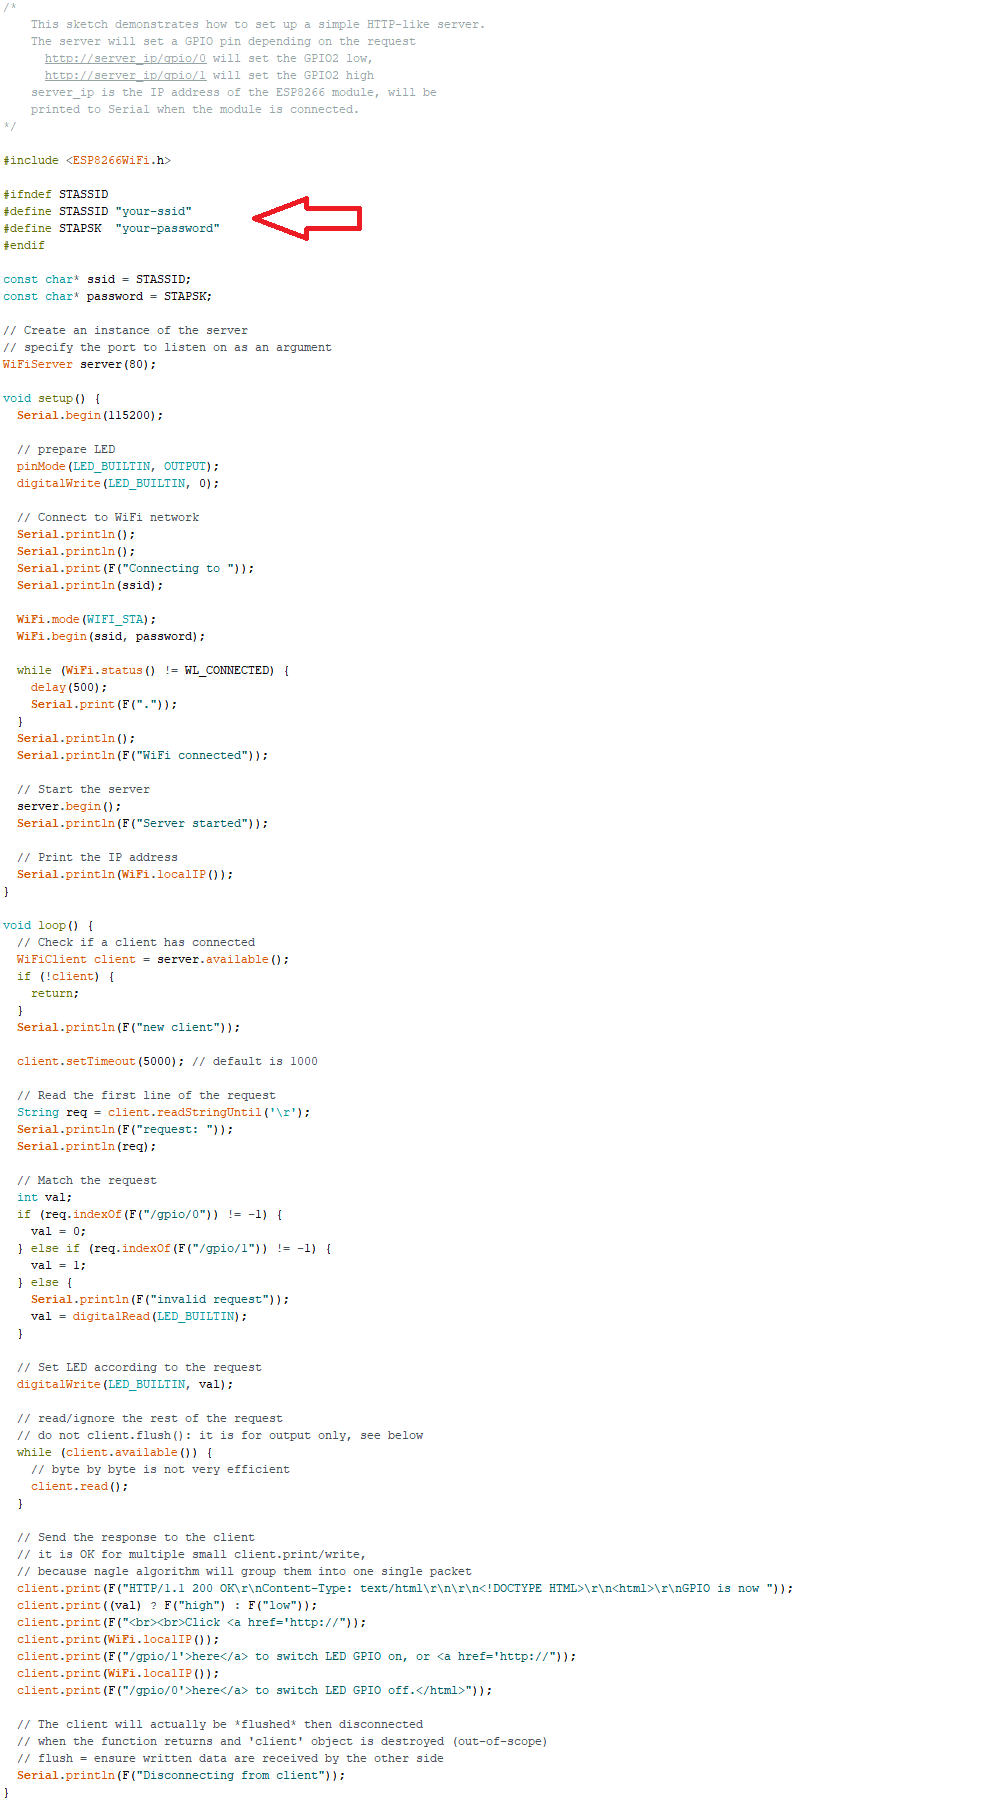 /*
    This sketch demonstrates how to set up a simple HTTP-like server.
    The server will set a GPIO pin depending on the request
      http://server_ip/gpio/0 will set the GPIO2 low,
      http://server_ip/gpio/1 will set the GPIO2 high
    server_ip is the IP address of the ESP8266 module, will be
    printed to Serial when the module is connected.
*/

#include <ESP8266WiFi.h>

#ifndef STASSID
#define STASSID "your-ssid"
#define STAPSK  "your-password"
#endif

const char* ssid = STASSID;
const char* password = STAPSK;

// Create an instance of the server
// specify the port to listen on as an argument
WiFiServer server(80);

void setup() {
  Serial.begin(115200);

  // prepare LED
  pinMode(LED_BUILTIN, OUTPUT);
  digitalWrite(LED_BUILTIN, 0);

  // Connect to WiFi network
  Serial.println();
  Serial.println();
  Serial.print(F("Connecting to "));
  Serial.println(ssid);

  WiFi.mode(WIFI_STA);
  WiFi.begin(ssid, password);

  while (WiFi.status() != WL_CONNECTED) {
    delay(500);
    Serial.print(F("."));
  }
  Serial.println();
  Serial.println(F("WiFi connected"));

  // Start the server
  server.begin();
  Serial.println(F("Server started"));

  // Print the IP address
  Serial.println(WiFi.localIP());
}

void loop() {
  // Check if a client has connected
  WiFiClient client = server.available();
  if (!client) {
    return;
  }
  Serial.println(F("new client"));

  client.setTimeout(5000); // default is 1000

  // Read the first line of the request
  String req = client.readStringUntil('\r');
  Serial.println(F("request: "));
  Serial.println(req);

  // Match the request
  int val;
  if (req.indexOf(F("/gpio/0")) != -1) {
    val = 0;
  } else if (req.indexOf(F("/gpio/1")) != -1) {
    val = 1;
  } else {
    Serial.println(F("invalid request"));
    val = digitalRead(LED_BUILTIN);
  }

  // Set LED according to the request
  digitalWrite(LED_BUILTIN, val);

  // read/ignore the rest of the request
  // do not client.flush(): it is for output only, see below
  while (client.available()) {
    // byte by byte is not very efficient
    client.read();
  }

  // Send the response to the client
  // it is OK for multiple small client.print/write,
  // because nagle algorithm will group them into one single packet
  client.print(F("HTTP/1.1 200 OK\r\nContent-Type: text/html\r\n\r\n<!DOCTYPE HTML>\r\n<html>\r\nGPIO is now "));
  client.print((val) ? F("high") : F("low"));
  client.print(F("<br><br>Click <a href='http://"));
  client.print(WiFi.localIP());
  client.print(F("/gpio/1'>here</a> to switch LED GPIO on, or <a href='http://"));
  client.print(WiFi.localIP());
  client.print(F("/gpio/0'>here</a> to switch LED GPIO off.</html>"));

  // The client will actually be *flushed* then disconnected
  // when the function returns and 'client' object is destroyed (out-of-scope)
  // flush = ensure written data are received by the other side
  Serial.println(F("Disconnecting from client"));
}